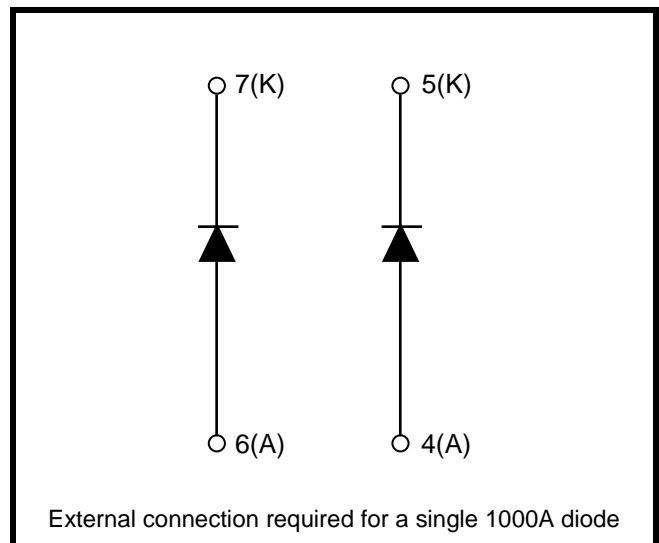 7(K) 5(K)
6(A) 4(A)
External connection required for a single 1000A diode